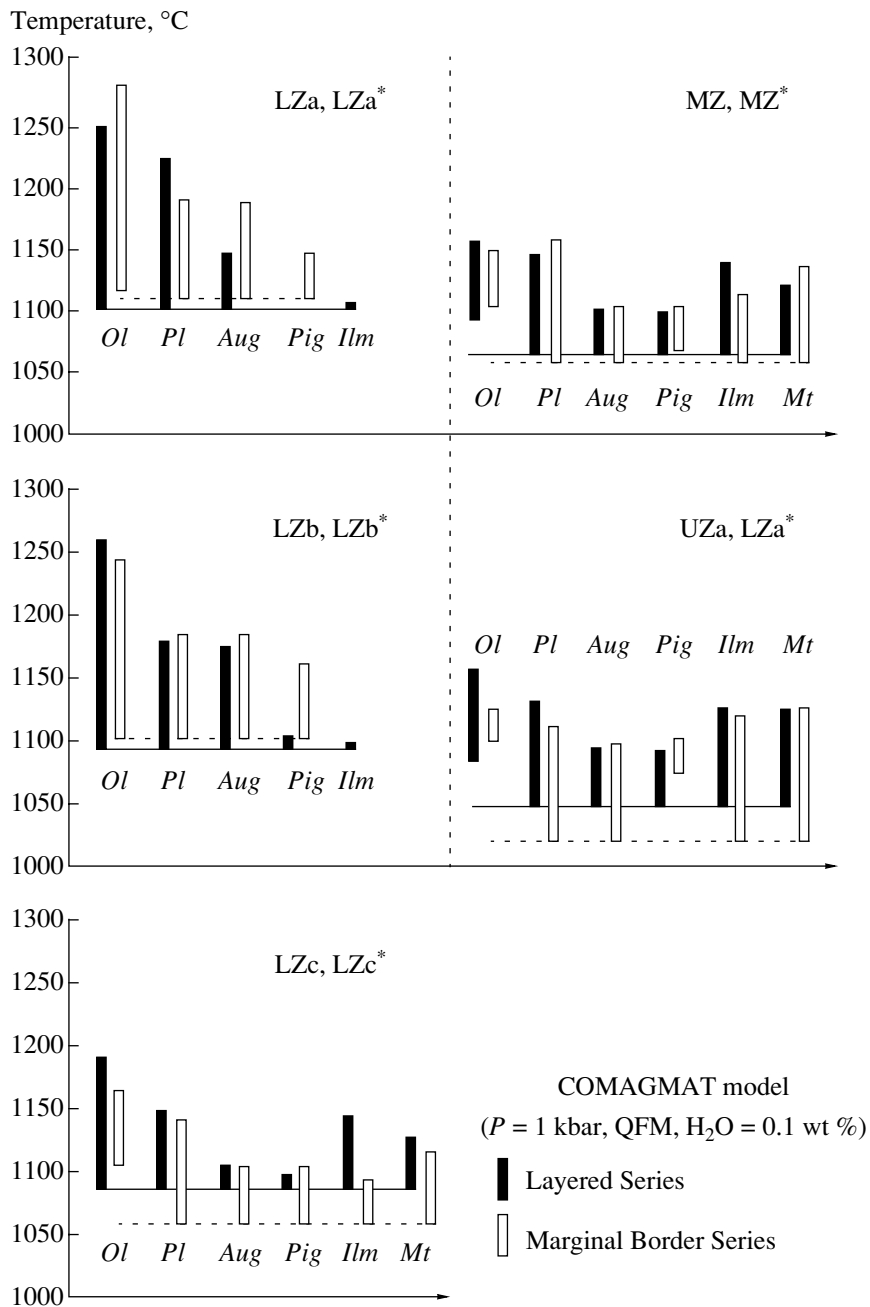 Temperature, °C
1300
1250
1200
1150
1100
1050
1000
LZa, LZa*
Ol Pl Aug Pig Ilm
MZ, MZ*
Ol Pl Aug Pig Ilm Mt
1300
1250
1200
1150
1100
1050
1000
LZb, LZb*
Ol Pl Aug Pig Ilm
UZa, LZa*
Ol Pl Aug Pig Ilm Mt
1300
1250
1200
1150
1100
1050
1000
LZc, LZc*
Ol Pl Aug Pig Ilm Mt
COMAGMAT model
(P = 1 kbar, QFM, H₂O = 0.1 wt %)
Layered Series
Marginal Border Series